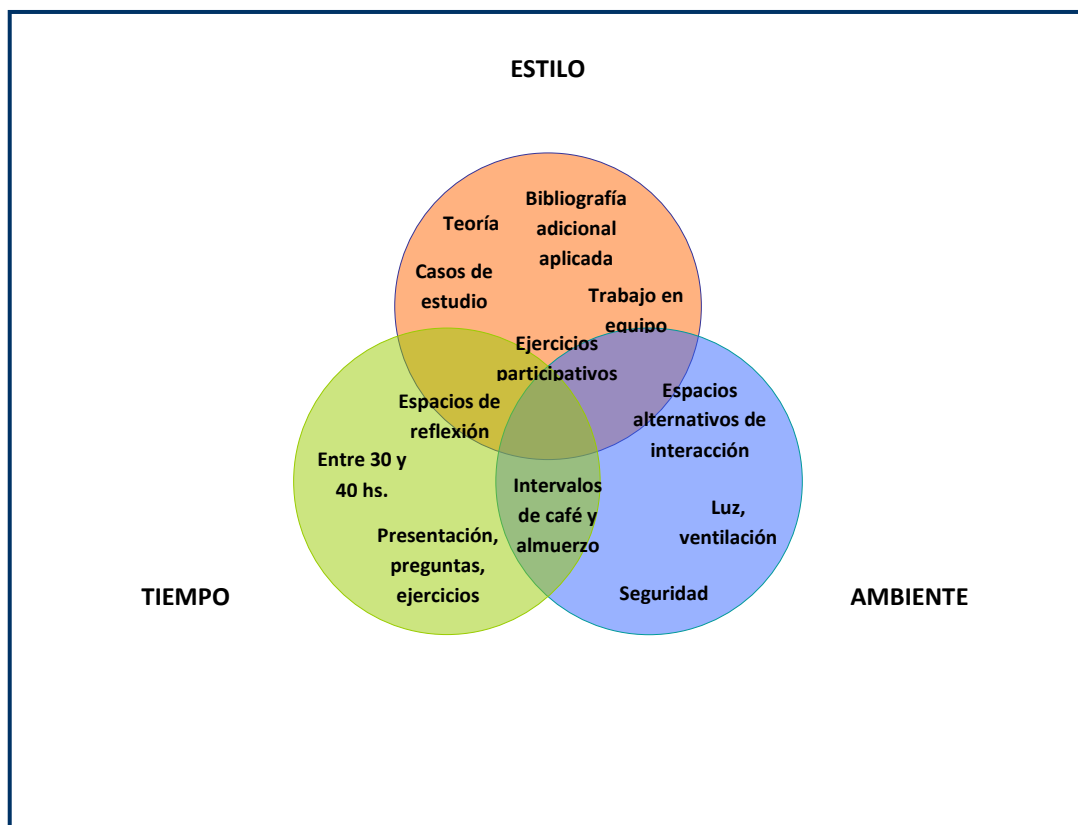 ESTILO
Bibliografía
adicional
aplicada
Teoría
Casos de
estudio
Trabajo en
equipo
Ejercicios
participativos
Espacios de
reflexión
Espacios
alternativos de
interacción
Entre 30 y
40 hs.
Intervalos
de café y
almuerzo
Luz,
ventilación
Presentación,
preguntas,
ejercicios
Seguridad
TIEMPO
AMBIENTE